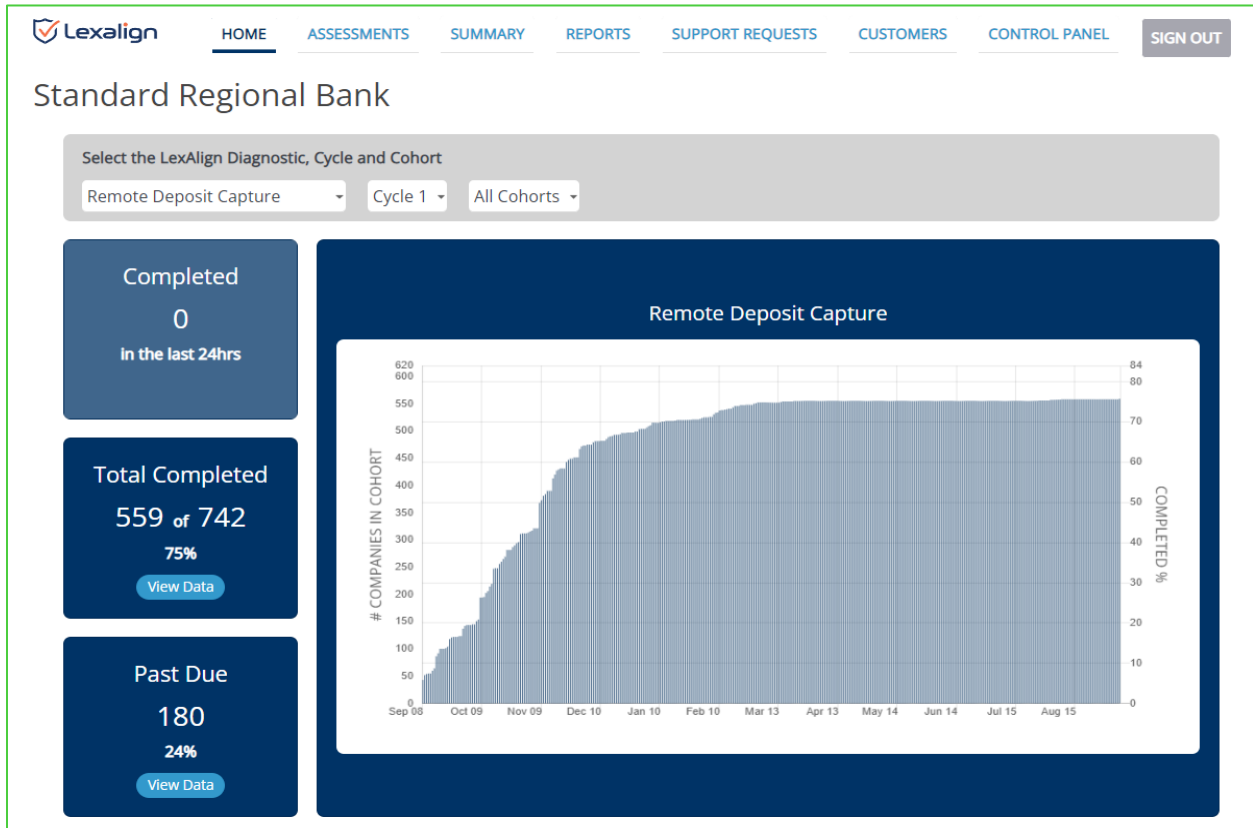 Lexalign HOME ASSESSMENTS SUMMARY REPORTS SUPPORT REQUESTS CUSTOMERS CONTROL PANEL SIGN OUT
Standard Regional Bank
Select the LexAlign Diagnostic, Cycle and Cohort
Remote Deposit Capture Cycle 1 All Cohorts
Completed
0
in the last 24hrs
Total Completed
559 of 742
75%
View Data
Past Due
180
24%
View Data
Remote Deposit Capture
# COMPANIES IN COHORT
620
600
550
500
450
400
350
300
250
200
150
100
50
0
84
80
70
60
50
40
30
20
10
0
COMPLETED %
Sep 08 Oct 09 Nov 09 Dec 10 Jan 10 Feb 10 Mar 13 Apr 13 May 14 Jun 14 Jul 15 Aug 15